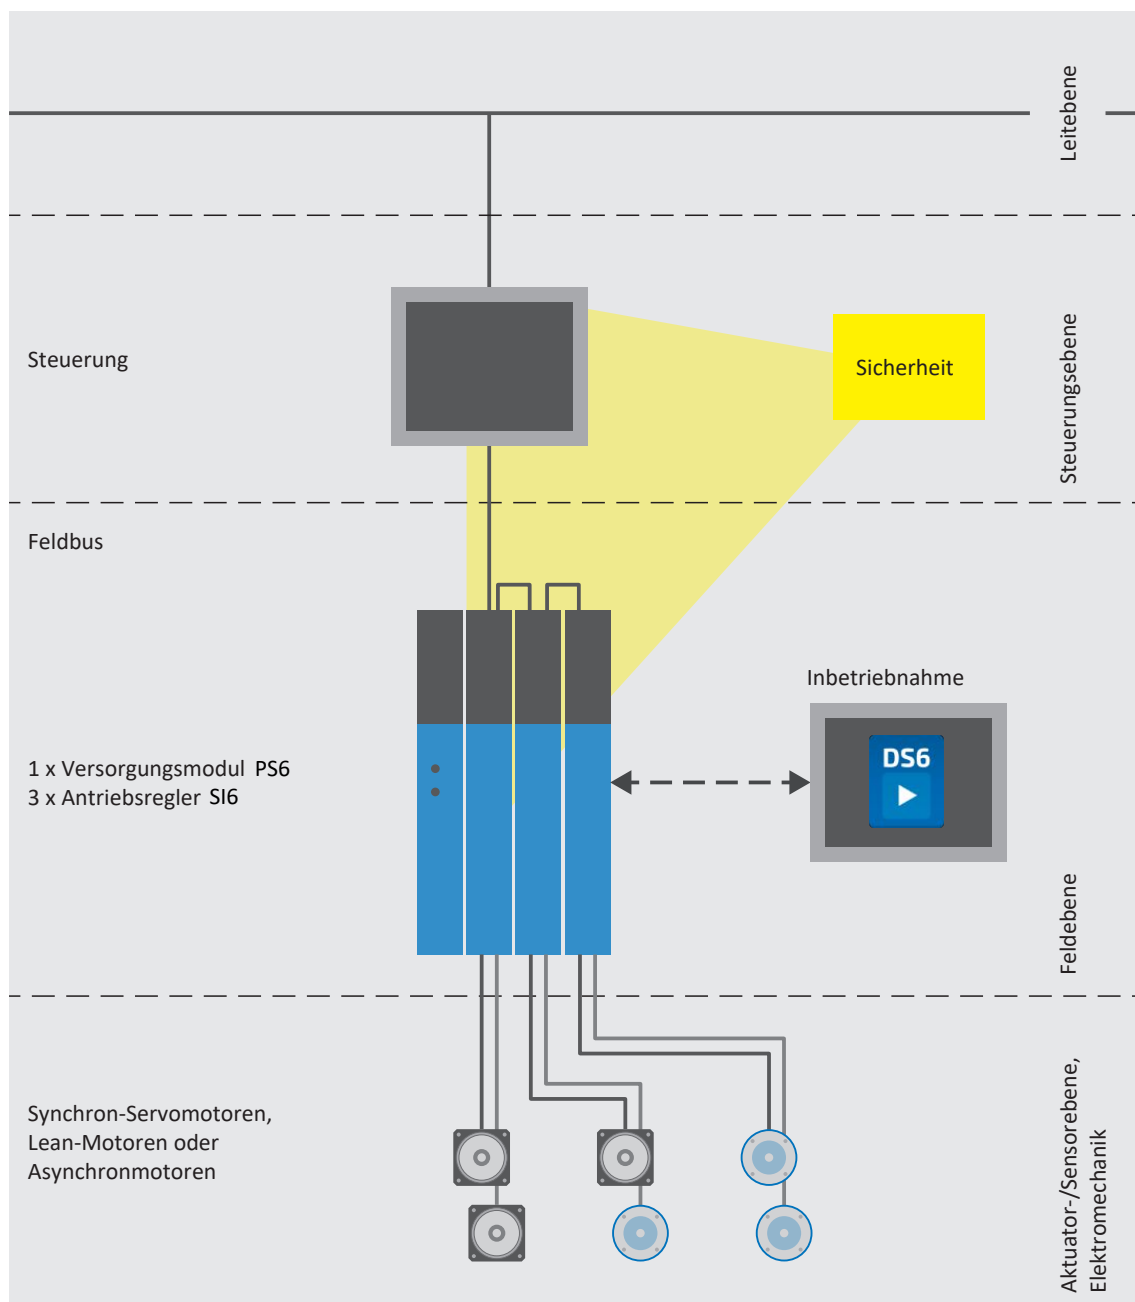 Leitebene
Steuerung
Sicherheit
Steuerungsebene
Feldbus
Inbetriebnahme
DS6
1 x Versorgungsmodul PS6
3 x Antriebsregler SI6
Feldebene
Synchron-Servomotoren,
Lean-Motoren oder
Asynchronmotoren
Aktuator-/Sensorebene,
Elektromechanik